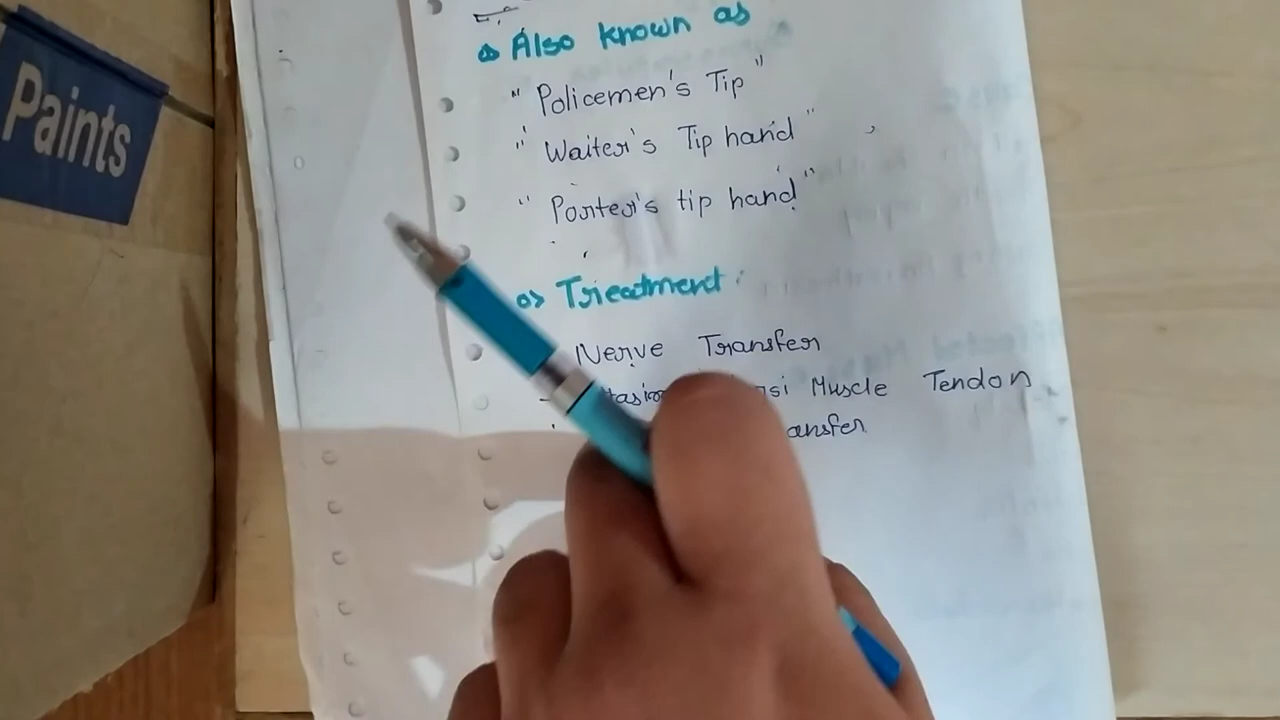 Paints
Also known as
"Policemen's Tip"
"Waiter's Tip hand"
"Porter's tip hand"
Treatment:
Nerve Transfer
Muscle Tendon